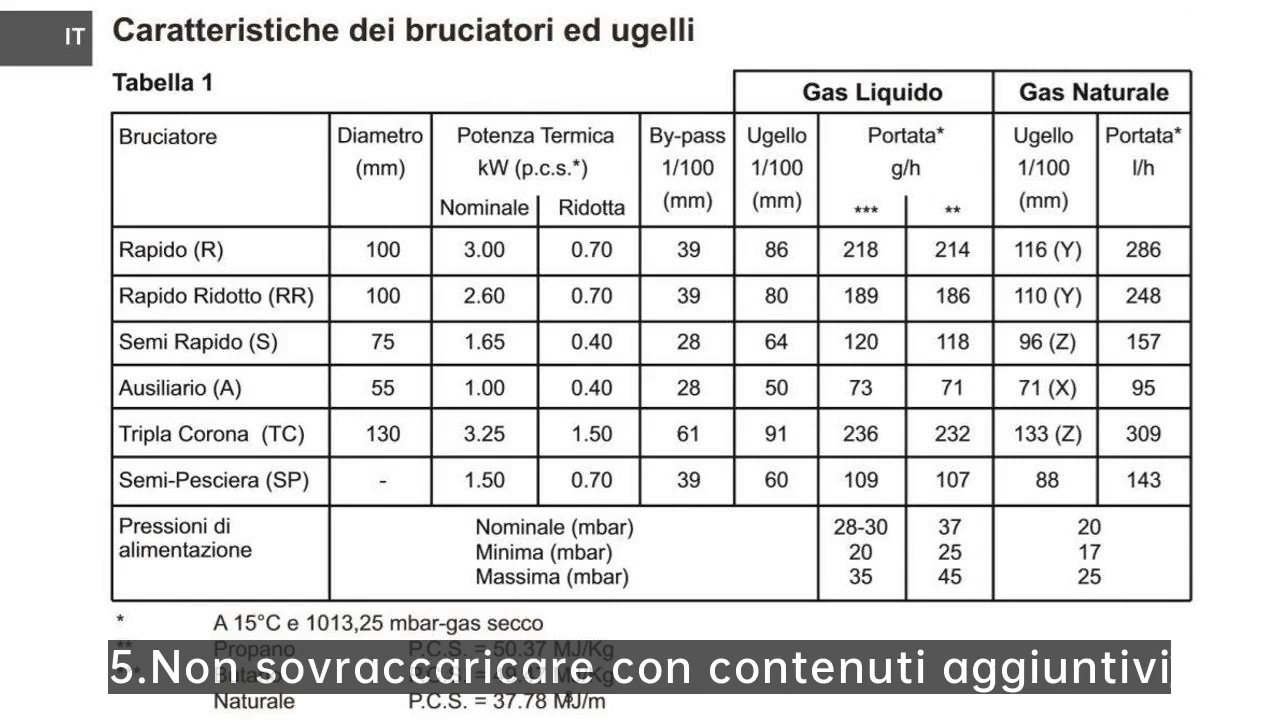 IT
Caratteristiche dei bruciatori ed ugelli
Tabella 1
Gas Liquido Gas Naturale
Bruciatore Diametro Potenza Termica By-pass Ugello Portata* Ugello Portata*
(mm) kW (p.c.s.*) 1/100 1/100 g/h 1/100 l/h
Nominale Ridotta (mm) (mm) *** ** (mm)
Rapido (R) 100 3.00 0.70 39 86 218 214 116 (Y) 286
Rapido Ridotto (RR) 100 2.60 0.70 39 80 189 186 110 (Y) 248
Semi Rapido (S) 75 1.65 0.40 28 64 120 118 96 (Z) 157
Ausiliario (A) 55 1.00 0.40 28 50 73 71 71 (X) 95
Tripla Corona (TC) 130 3.25 1.50 61 91 236 232 133 (Z) 309
Semi-Pesciera (SP) - 1.50 0.70 39 60 109 107 88 143
Pressioni di Nominale (mbar) 28-30 37 20
alimentazione Minima (mbar) 20 25 17
Massima (mbar) 35 45 25
* A 15°C e 1013,25 mbar-gas secco
** Propano P.C.S. = 50.37 MJ/Kg
5.Non sovraccaricare con contenuti aggiuntivi
Naturale P.C.S. = 37.78 MJ/m